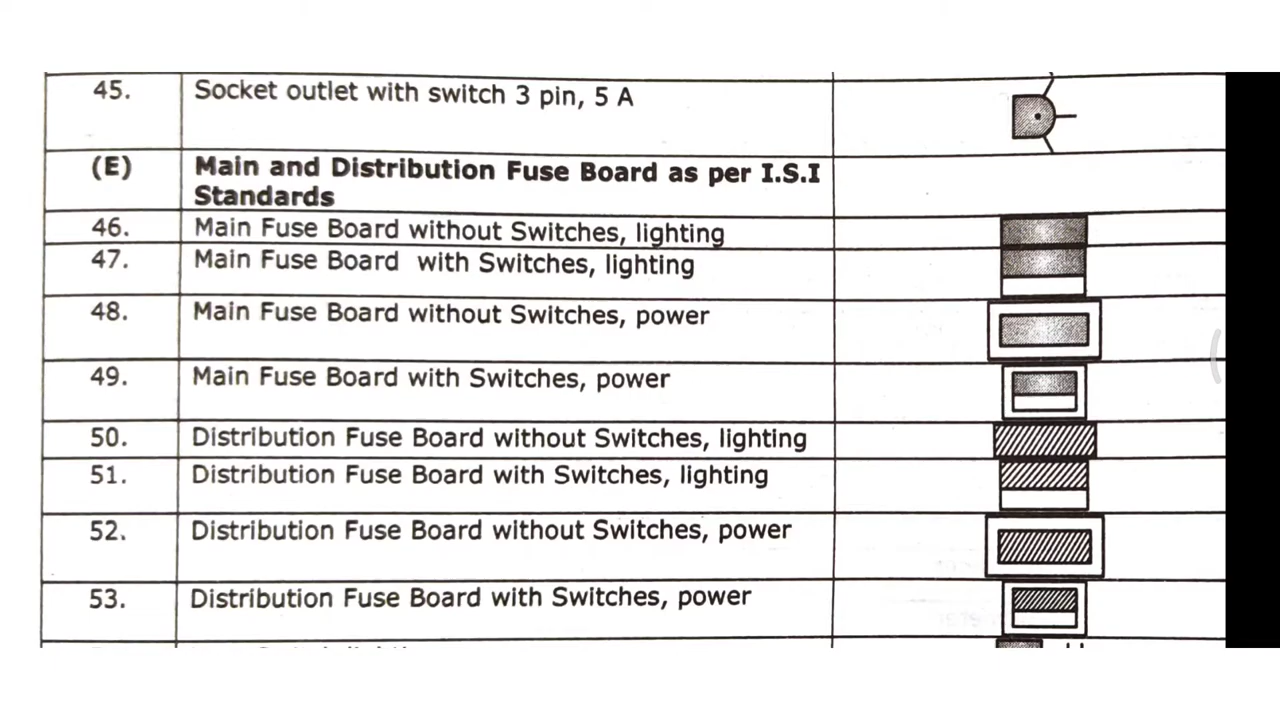 45. Socket outlet with switch 3 pin, 5 A
(E) Main and Distribution Fuse Board as per I.S.I
Standards
46. Main Fuse Board without Switches, lighting
47. Main Fuse Board with Switches, lighting
48. Main Fuse Board without Switches, power
49. Main Fuse Board with Switches, power
50. Distribution Fuse Board without Switches, lighting
51. Distribution Fuse Board with Switches, lighting
52. Distribution Fuse Board without Switches, power
53. Distribution Fuse Board with Switches, power